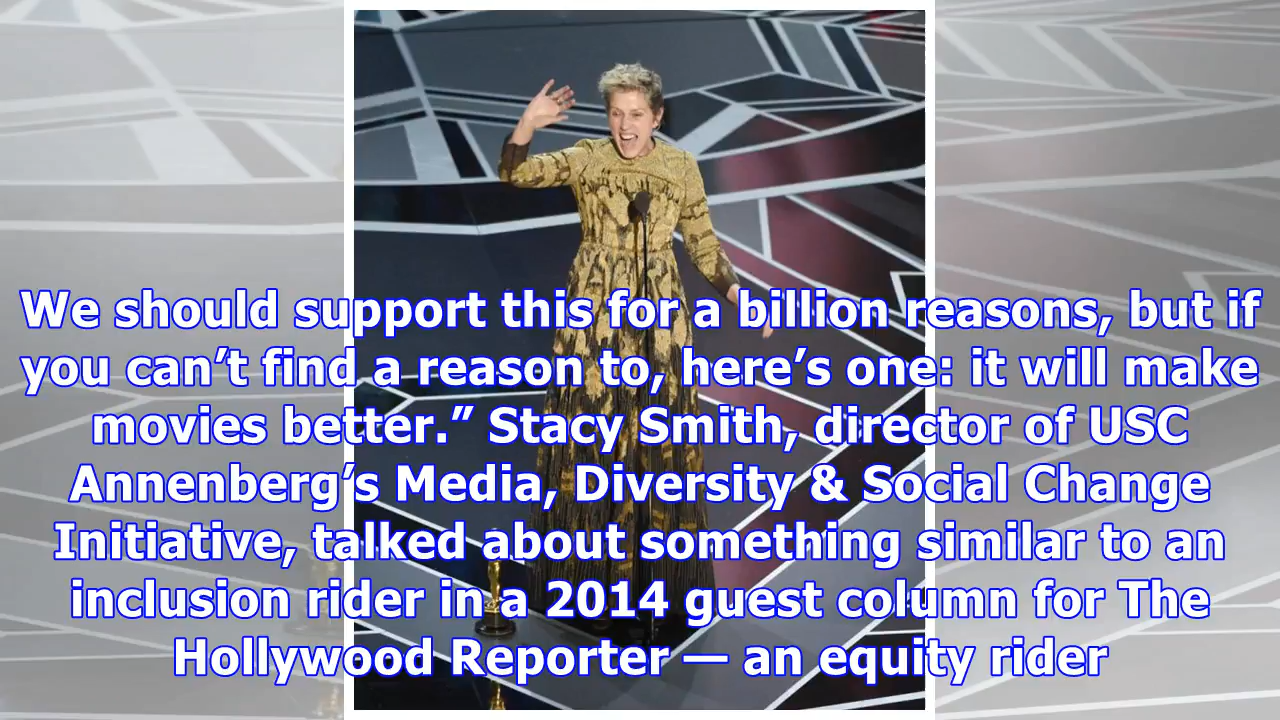 We should support this for a billion reasons, but if
you can’t find a reason to, here’s one: it will make
movies better.” Stacy Smith, director of USC
Annenberg’s Media, Diversity & Social Change
Initiative, talked about something similar to an
inclusion rider in a 2014 guest column for The
Hollywood Reporter — an equity rider